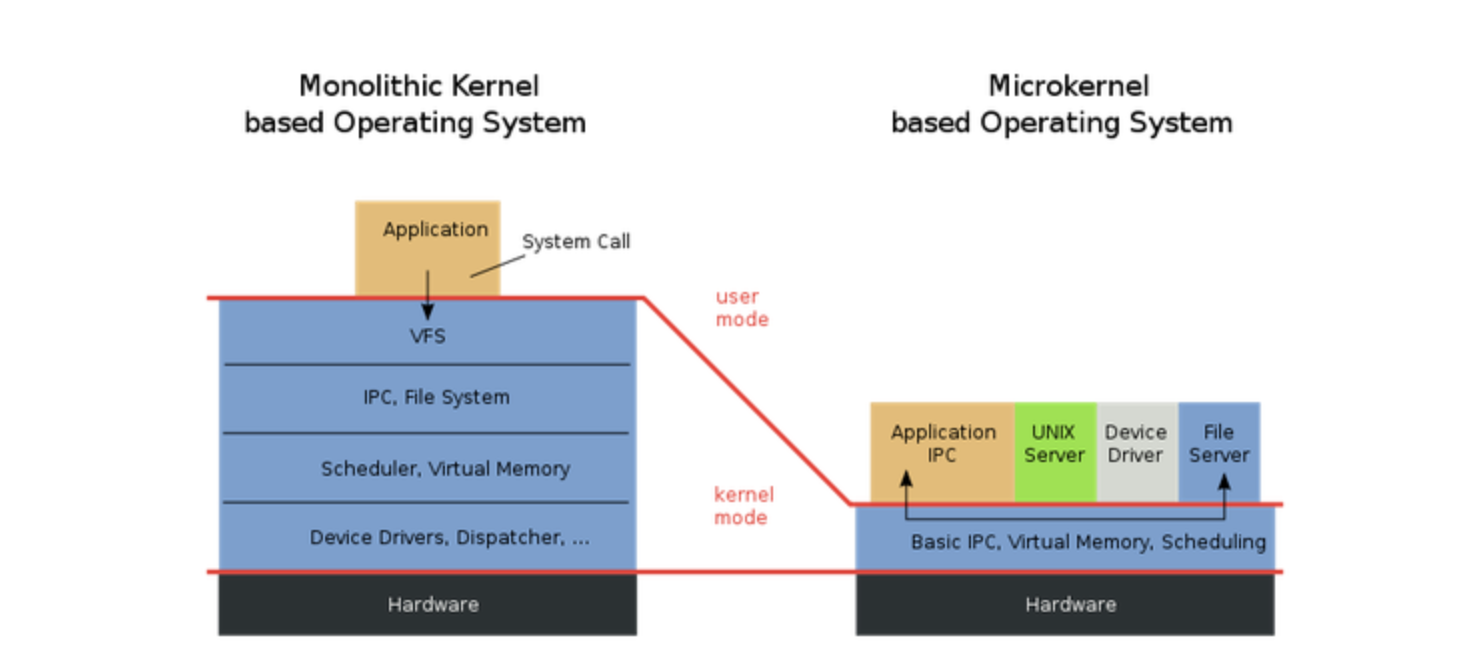 Monolithic Kernel
based Operating System
Microkernel
based Operating System
Application
System Call
user
mode
VFS
IPC, File System
Scheduler, Virtual Memory
kernel
mode
Device Drivers, Dispatcher, ...
Application
IPC
UNIX
Server
Device
Driver
File
Server
Basic IPC, Virtual Memory, Scheduling
Hardware
Hardware